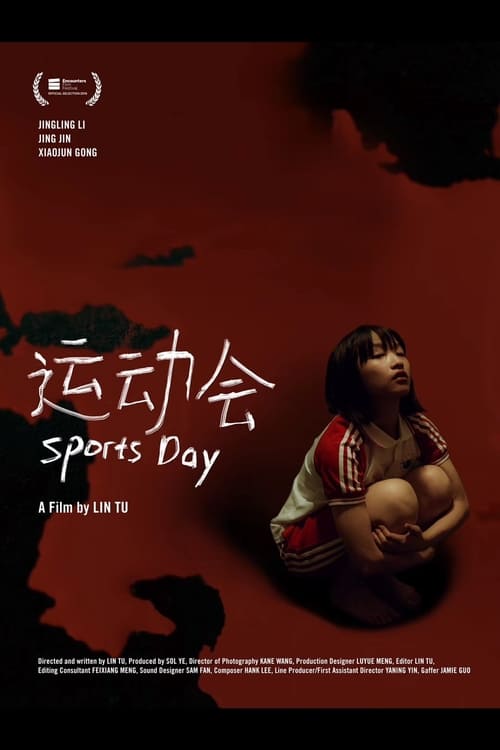 Encounters
Film
Festival
OFFICIAL SELECTION 2019
JINGLING LI
JING JIN
XIAOJUN GONG
运动会
Sports Day
A Film by LIN TU
Directed and written by LIN TU, Produced by SOL YE, Director of Photography KANE WANG, Production Designer LUYUE MENG, Editor LIN TU,
Editing Consultant FEIXIANG MENG, Sound Designer SAM FAN, Composer HANK LEE, Line Producer/First Assistant Director YANING YIN, Gaffer JAMIE GUO